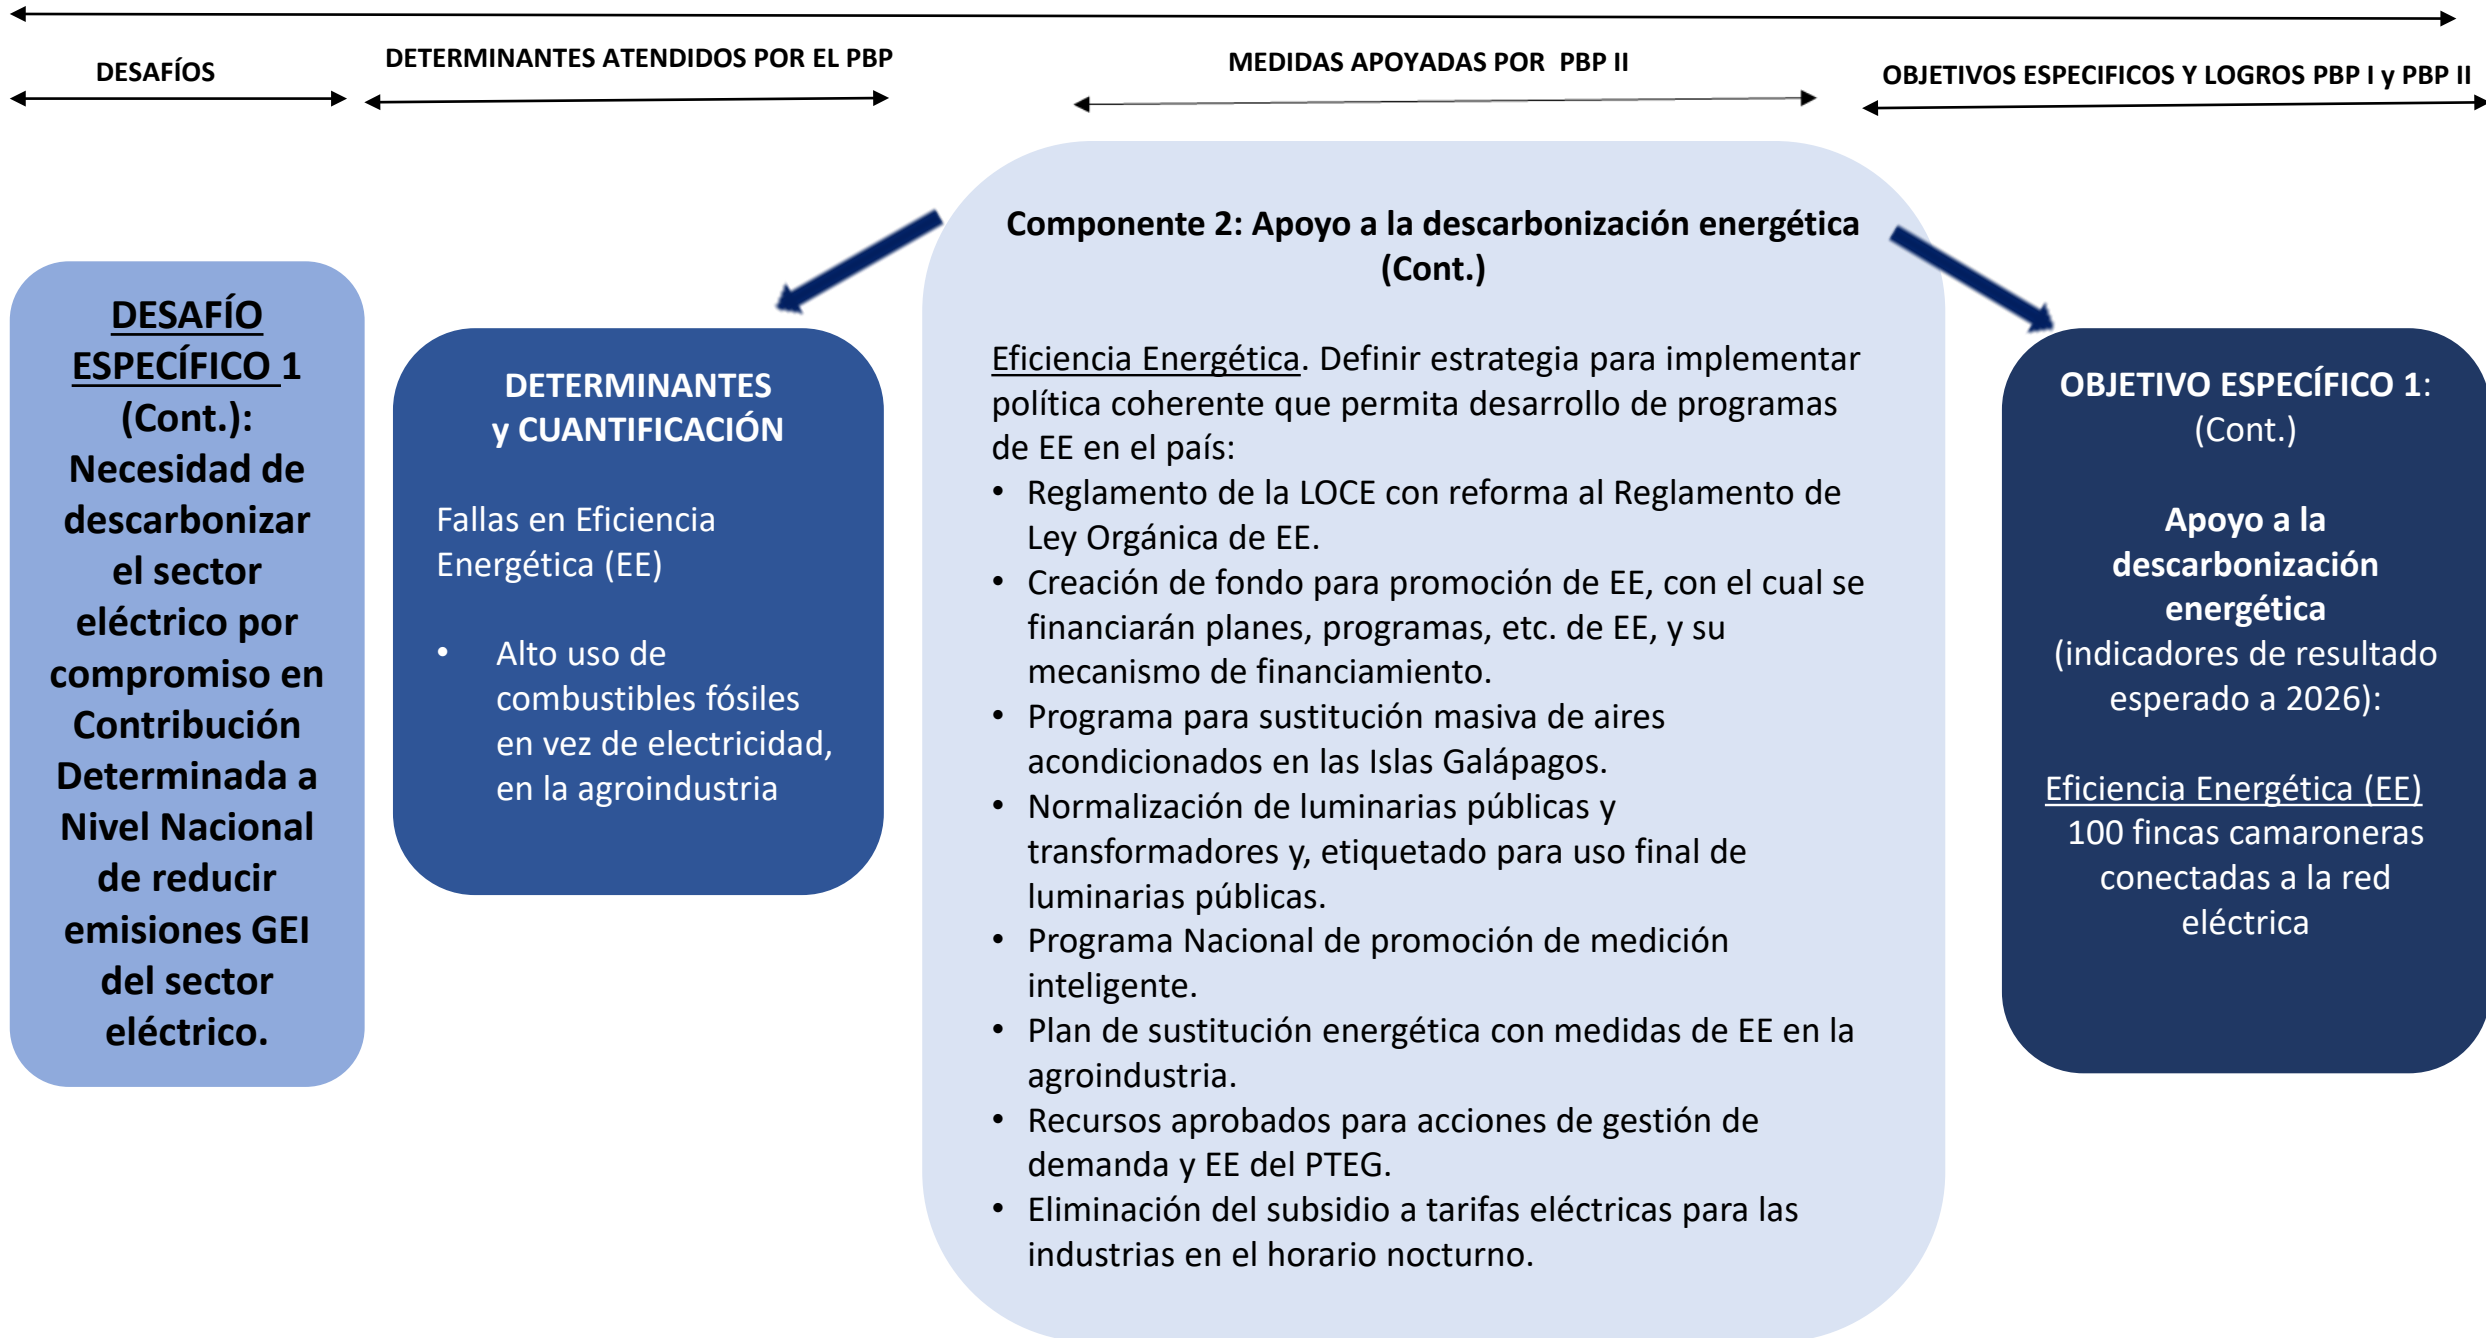 DESAFÍOS
DETERMINANTES ATENDIDOS POR EL PBP
MEDIDAS APOYADAS POR PBP II
OBJETIVOS ESPECIFICOS Y LOGROS PBP I y PBP II
DESAFÍO
ESPECÍFICO 1
(Cont.):
Necesidad de
descarbonizar
el sector
eléctrico por
compromiso en
Contribución
Determinada a
Nivel Nacional
de reducir
emisiones GEI
del sector
eléctrico.
DETERMINANTES
y CUANTIFICACIÓN
Fallas en Eficiencia
Energética (EE)
• Alto uso de
combustibles fósiles
en vez de electricidad,
en la agroindustria
Componente 2: Apoyo a la descarbonización energética
(Cont.)
Eficiencia Energética. Definir estrategia para implementar
política coherente que permita desarrollo de programas
de EE en el país:
• Reglamento de la LOCE con reforma al Reglamento de
Ley Orgánica de EE.
• Creación de fondo para promoción de EE, con el cual se
financiarán planes, programas, etc. de EE, y su
mecanismo de financiamiento.
• Programa para sustitución masiva de aires
acondicionados en las Islas Galápagos.
• Normalización de luminarias públicas y
transformadores y, etiquetado para uso final de
luminarias públicas.
• Programa Nacional de promoción de medición
inteligente.
• Plan de sustitución energética con medidas de EE en la
agroindustria.
• Recursos aprobados para acciones de gestión de
demanda y EE del PTEG.
• Eliminación del subsidio a tarifas eléctricas para las
industrias en el horario nocturno.
OBJETIVO ESPECÍFICO 1:
(Cont.)
Apoyo a la
descarbonización
energética
(indicadores de resultado
esperado a 2026):
Eficiencia Energética (EE)
100 fincas camaroneras
conectadas a la red
eléctrica